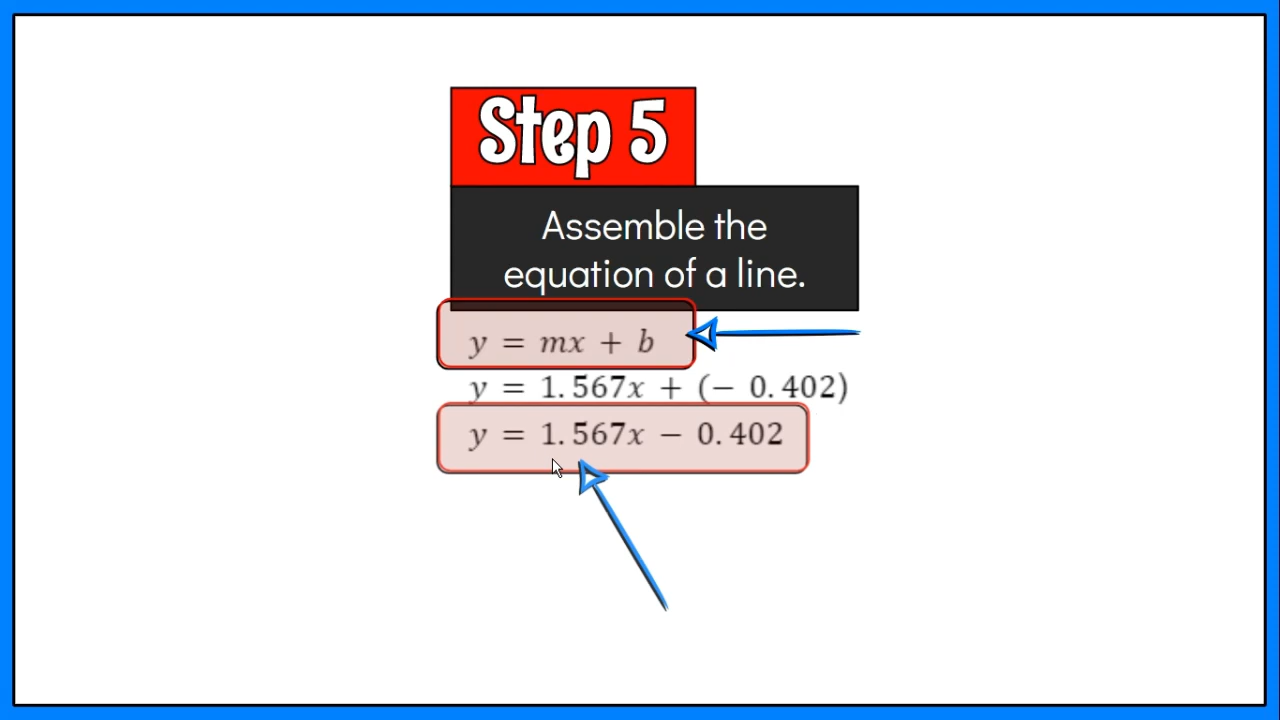 Step 5
Assemble the
equation of a line.
y = mx + b
y = 1.567x + (− 0.402)
y = 1.567x − 0.402